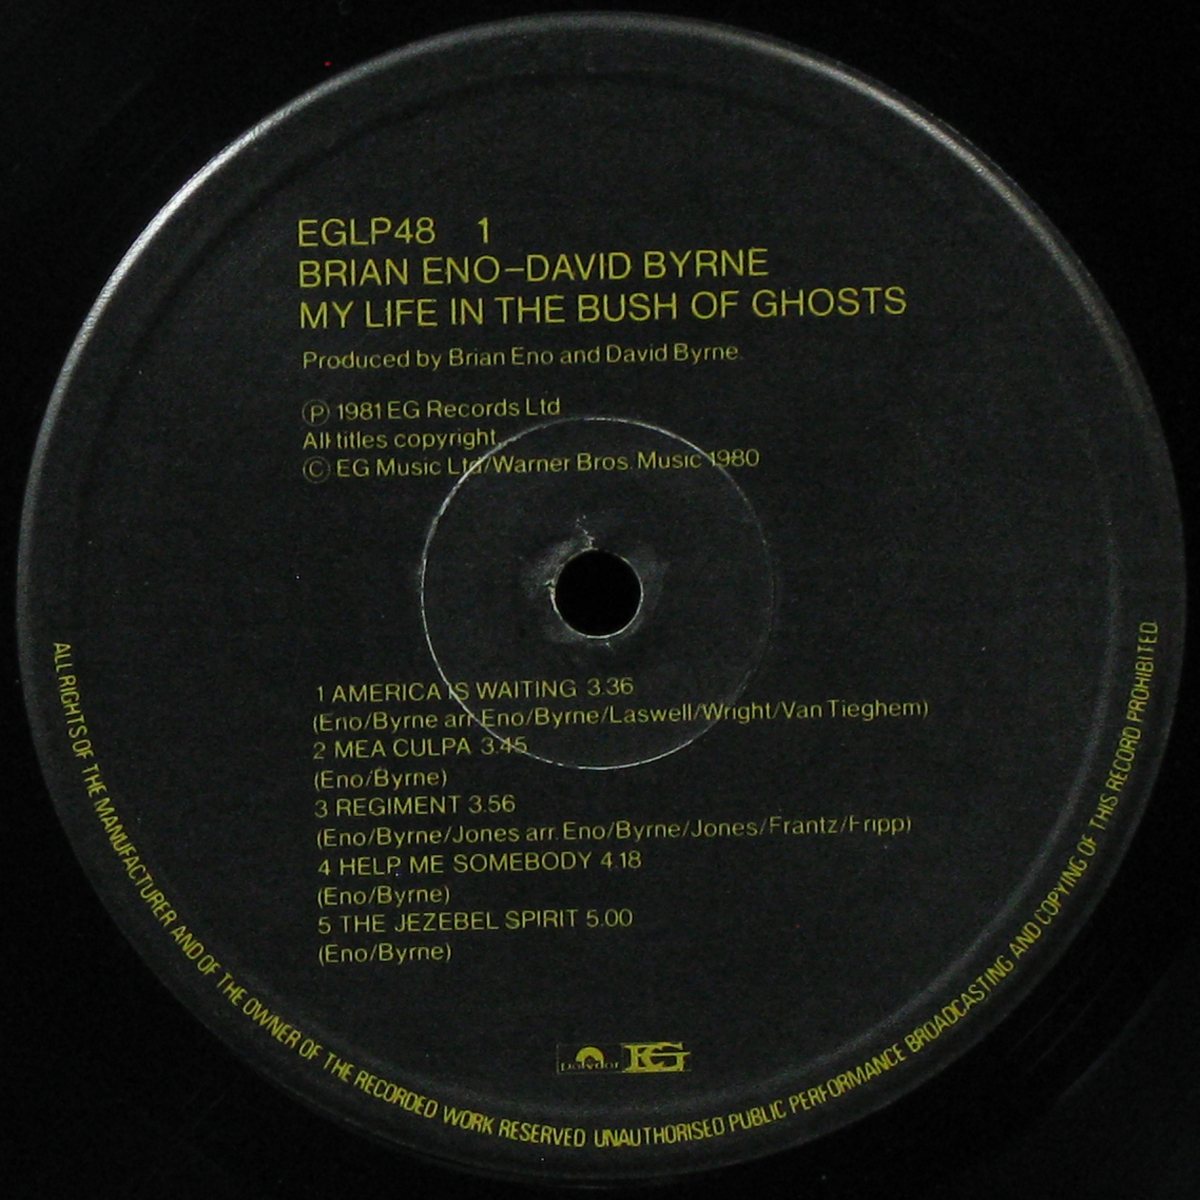 EGLP48 1
BRIAN ENO–DAVID BYRNE
MY LIFE IN THE BUSH OF GHOSTS
Produced by Brian Eno and David Byrne.
Ⓟ 1981 EG Records Ltd
All titles copyright
© EG Music Ltd/Warner Bros. Music 1980
1 AMERICA IS WAITING 3.36
(Eno/Byrne arr. Eno/Byrne/Laswell/Wright/Van Tieghem)
2 MEA CULPA 3.45
(Eno/Byrne)
3 REGIMENT 3.56
(Eno/Byrne/Jones arr. Eno/Byrne/Jones/Frantz/Fripp)
4 HELP ME SOMEBODY 4.18
(Eno/Byrne)
5 THE JEZEBEL SPIRIT 5.00
(Eno/Byrne)
polydor EG
ALL RIGHTS OF THE MANUFACTURER AND OF THE OWNER OF THE RECORDED WORK RESERVED UNAUTHORISED PUBLIC PERFORMANCE BROADCASTING AND COPYING OF THIS RECORD PROHIBITED